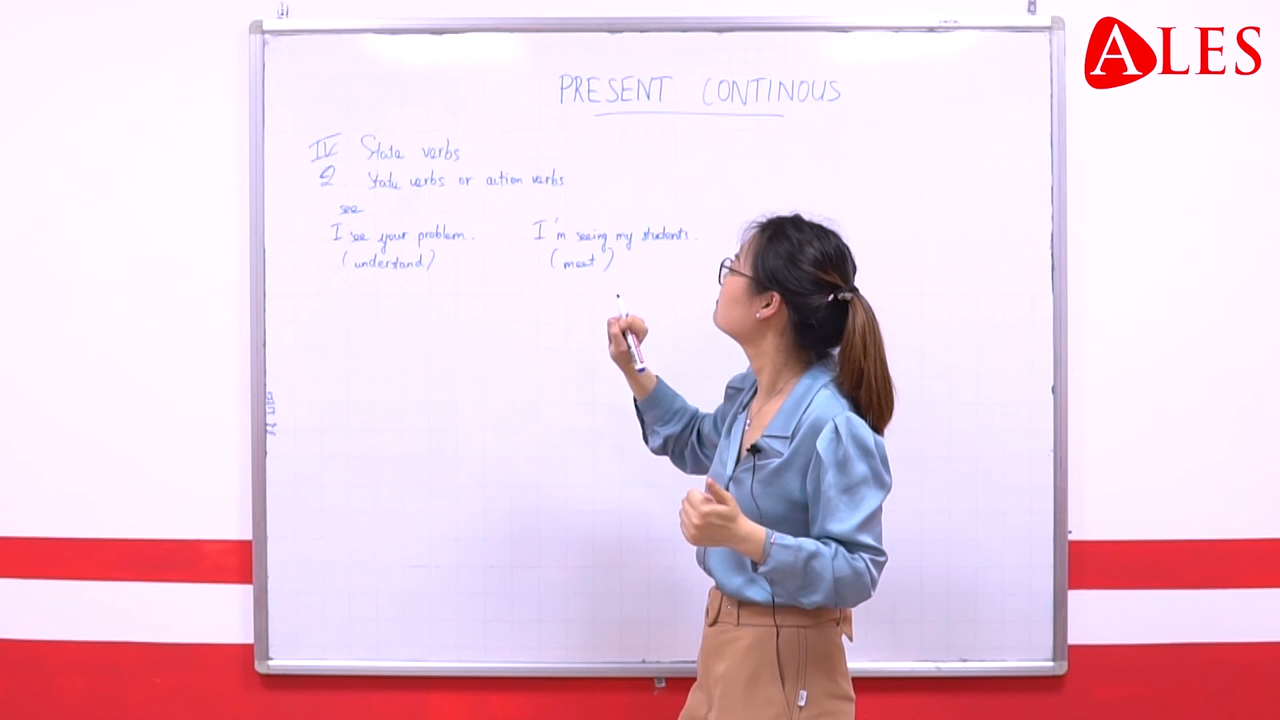 ALES
PRESENT CONTINOUS
IV State verbs
2. State verbs or action verbs
see
I see your problem. I'm seeing my students.
(understand) (meet)